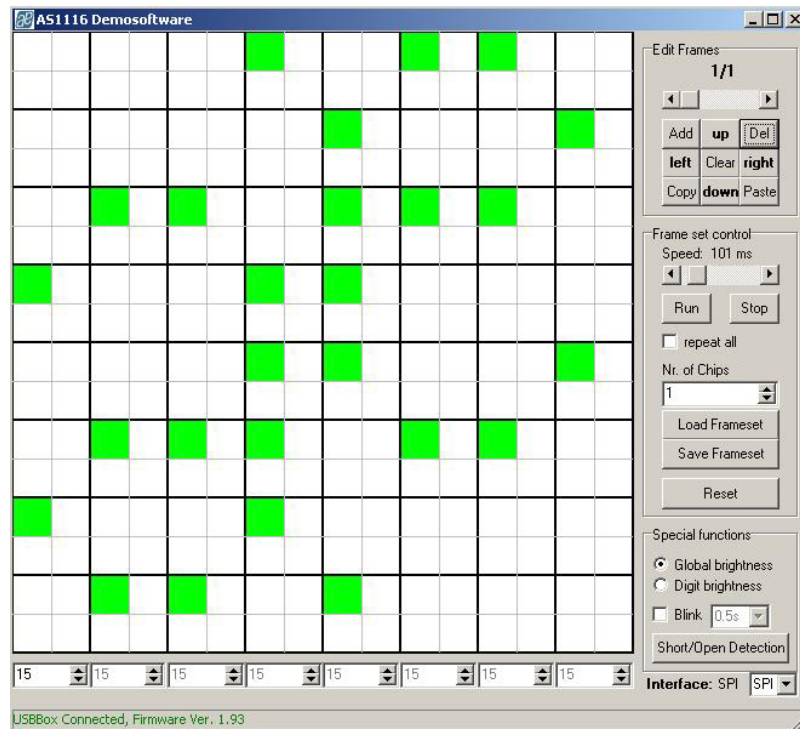 AS1116 Demosoftware
Edit Frames
1/1
Add up Del
left Clear right
Copy down Paste
Frame set control
Speed: 101 ms
Run Stop
repeat all
Nr. of Chips
1
Load Frameset
Save Frameset
Reset
Special functions
Global brightness
Digit brightness
Blink 0.5s
Short/Open Detection
15 15 15 15 15 15 15 15
Interface: SPI SPI
USBBox Connected, Firmware Ver. 1.93